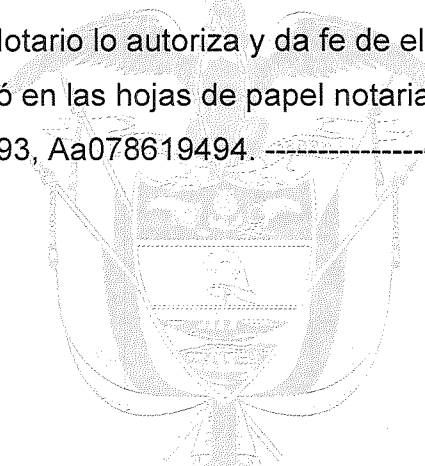 lotario lo autoriza y da fe de el
ó en las hojas de papel notaria
93, Aa078619494. ----------------